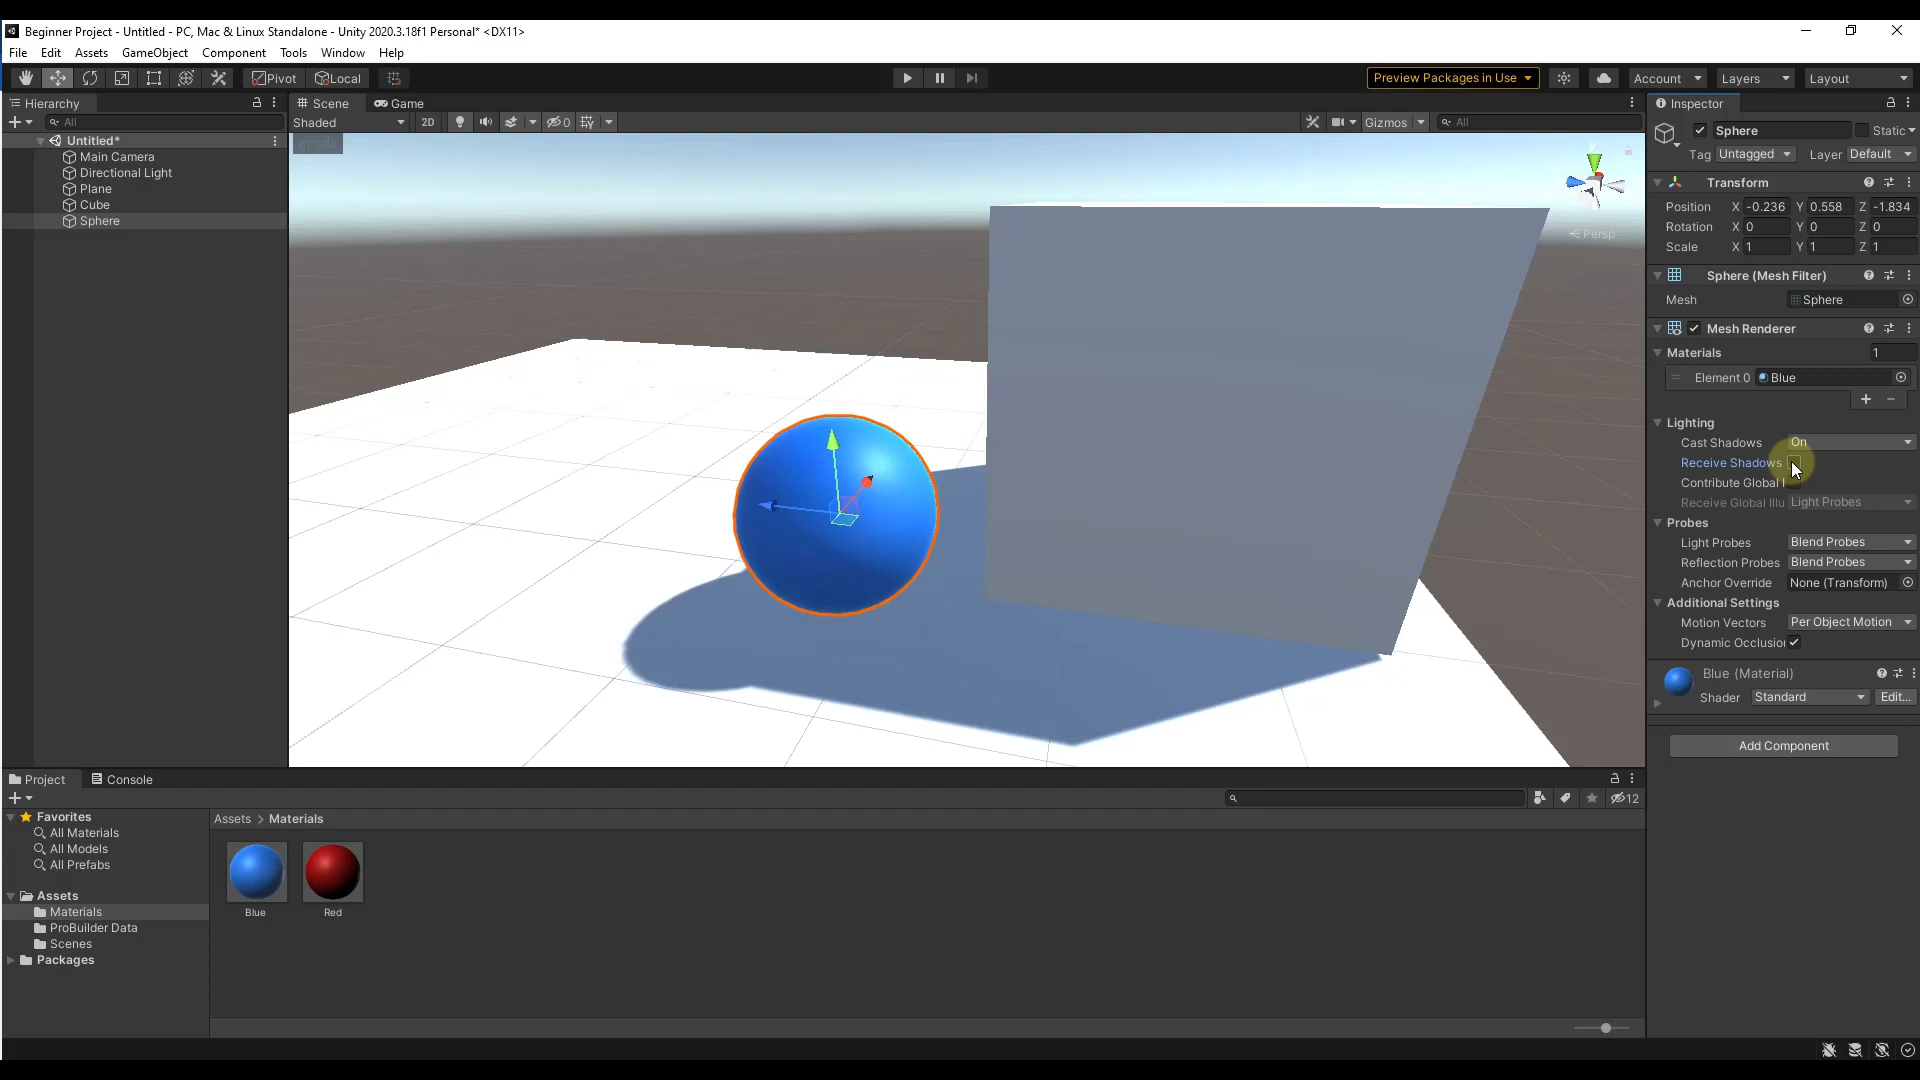 Beginner Project - Untitled - PC, Mac & Linux Standalone - Unity 2020.3.18f1 Personal* <DX11>
File Edit Assets GameObject Component Tools Window Help
Pivot Local Preview Packages in Use Account Layers Layout
Hierarchy
All
Untitled*
Main Camera
Directional Light
Plane
Cube
Sphere
Scene Game
Shaded 2D 0 Gizmos All
Y
Persp
Inspector
Sphere Static
Tag Untagged Layer Default
Transform
Position X -0.236 Y 0.558 Z -1.834
Rotation X 0 Y 0 Z 0
Scale X 1 Y 1 Z 1
Sphere (Mesh Filter)
Mesh Sphere
Mesh Renderer
Materials 1
Element 0 Blue
Lighting
Cast Shadows On
Receive Shadows
Contribute Global I
Receive Global Illu Light Probes
Probes
Light Probes Blend Probes
Reflection Probes Blend Probes
Anchor Override None (Transform)
Additional Settings
Motion Vectors Per Object Motion
Dynamic Occlusio
Blue (Material)
Shader Standard Edit...
Add Component
Project Console
12
Favorites
All Materials
All Models
All Prefabs
Assets
Materials
ProBuilder Data
Scenes
Packages
Assets > Materials
Blue Red